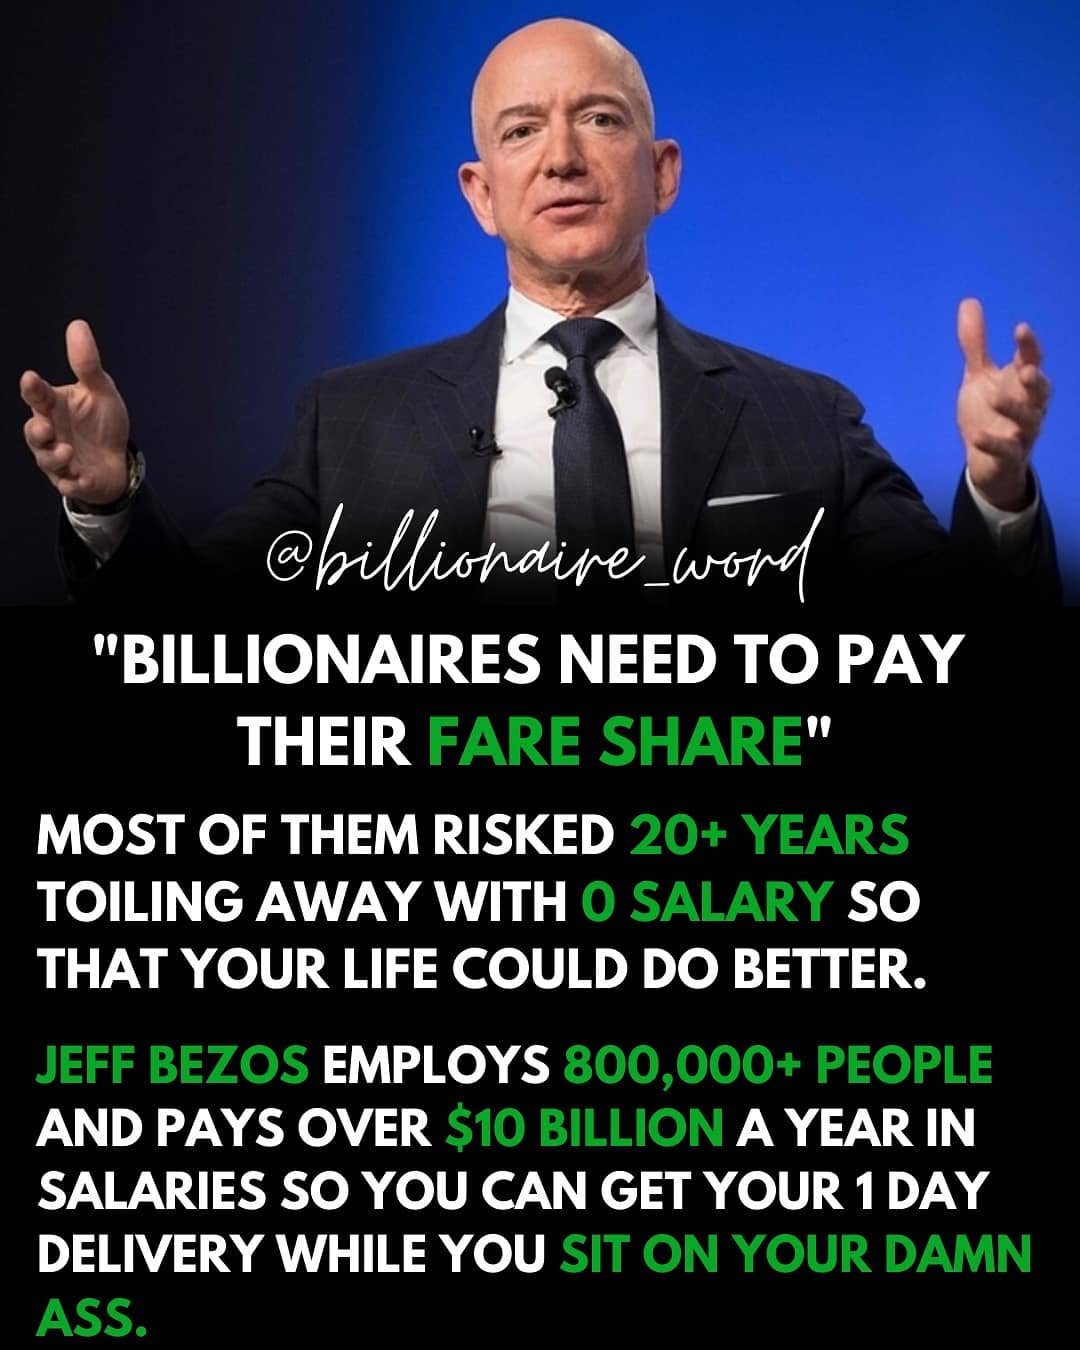 @billionaire_word
"BILLIONAIRES NEED TO PAY
THEIR FARE SHARE"
MOST OF THEM RISKED 20+ YEARS
TOILING AWAY WITH 0 SALARY SO
THAT YOUR LIFE COULD DO BETTER.
JEFF BEZOS EMPLOYS 800,000+ PEOPLE
AND PAYS OVER $10 BILLION A YEAR IN
SALARIES SO YOU CAN GET YOUR 1 DAY
DELIVERY WHILE YOU SIT ON YOUR DAMN
ASS.